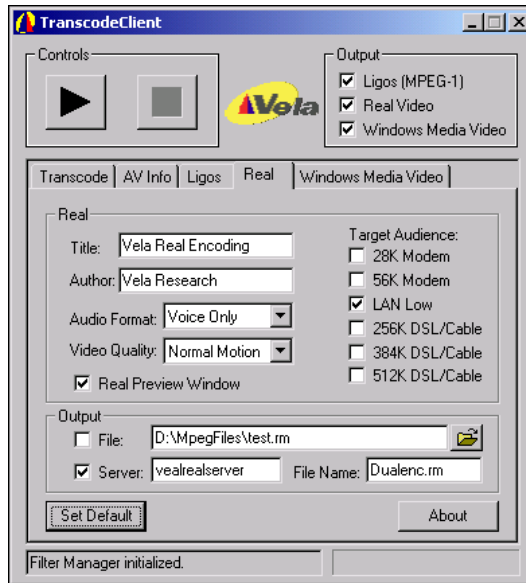 TranscodeClient
Controls
Vela
Output
Ligos (MPEG-1)
Real Video
Windows Media Video
Transcode
AV Info
Ligos
Real
Windows Media Video
Real
Title: Vela Real Encoding
Author: Vela Research
Audio Format: Voice Only
Video Quality: Normal Motion
Real Preview Window
Target Audience:
28K Modem
56K Modem
LAN Low
256K DSL/Cable
384K DSL/Cable
512K DSL/Cable
Output
File: D:\MpegFiles\test.rm
Server: vealrealserver File Name: Dualenc.rm
Set Default
About
Filter Manager initialized.